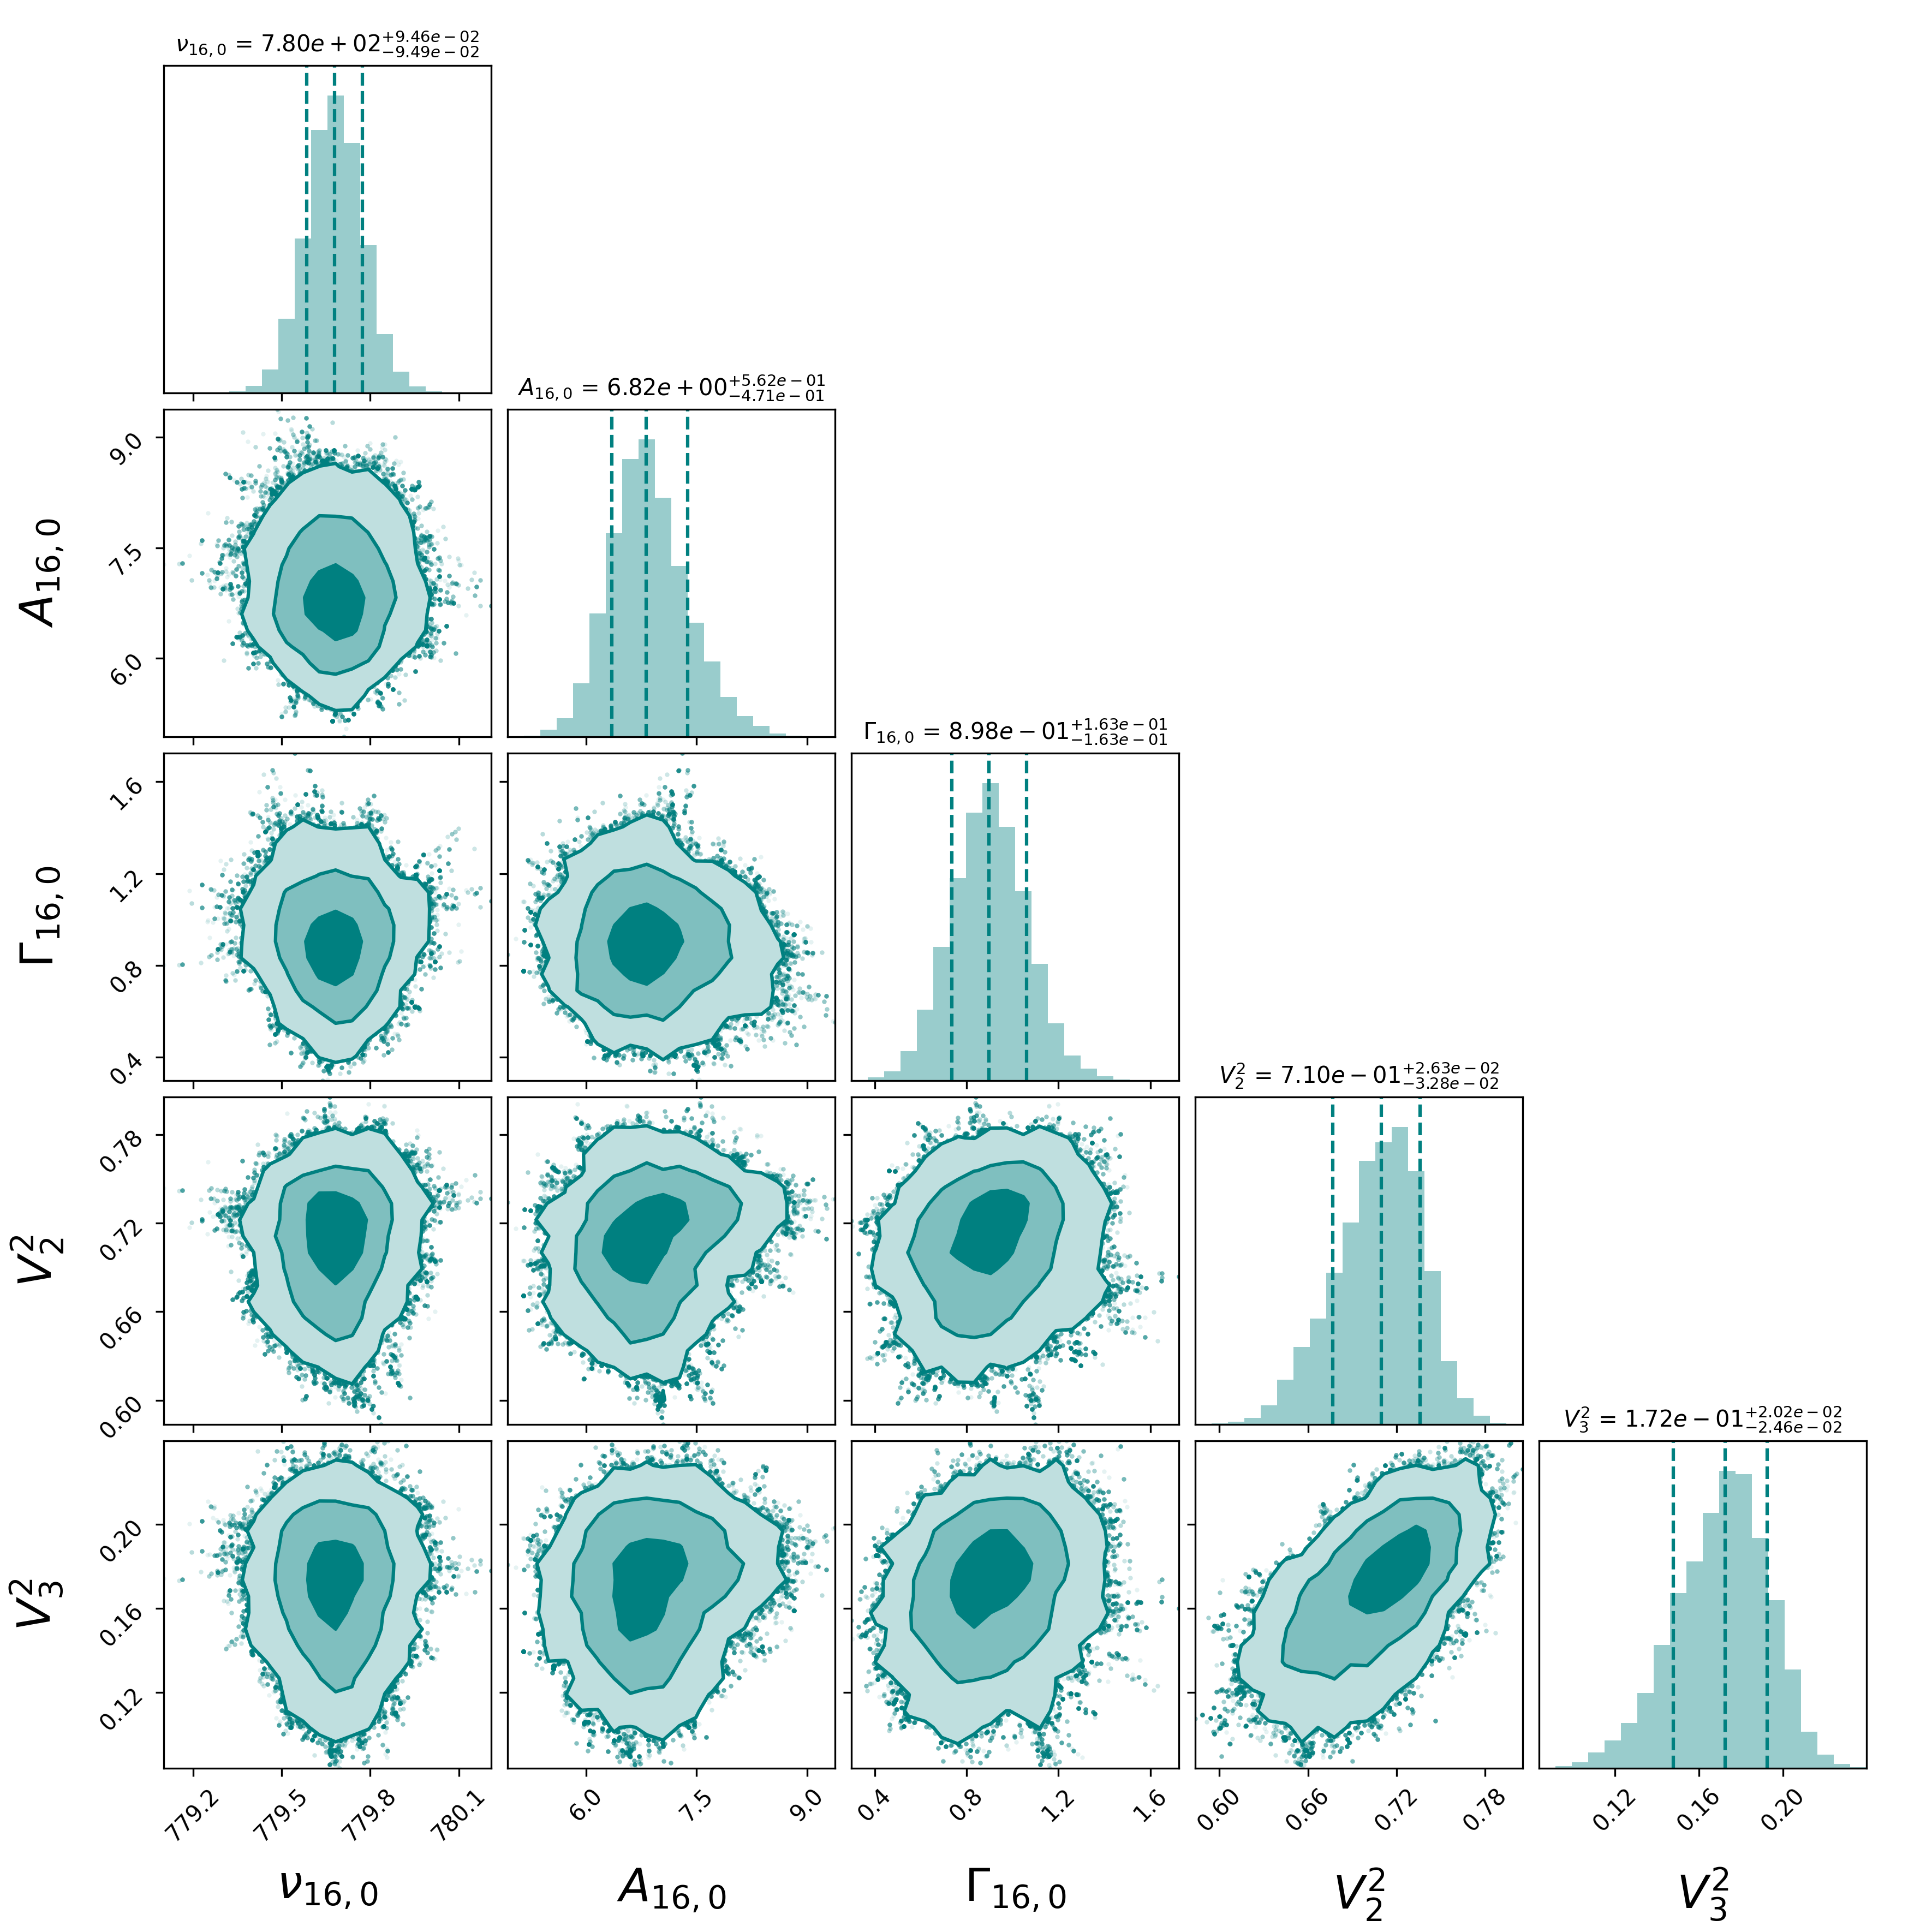 ν16, 0 = 7.80e + 02+9.46e − 02−9.49e − 02
A16, 0 = 6.82e + 00+5.62e − 01−4.71e − 01
9.0
7.5
6.0
A16, 0
Γ16, 0 = 8.98e − 01+1.63e − 01−1.63e − 01
1.6
1.2
0.8
0.4
Γ16, 0
V22 = 7.10e − 01+2.63e − 02−3.28e − 02
0.78
0.72
0.66
0.60
V22
V23 = 1.72e − 01+2.02e − 02−2.46e − 02
0.20
0.16
0.12
V23
779.2 779.5 779.8 780.1 6.0 7.5 9.0 0.4 0.8 1.2 1.6 0.60 0.66 0.72 0.78 0.12 0.16 0.20
ν16, 0 A16, 0 Γ16, 0 V22 V23